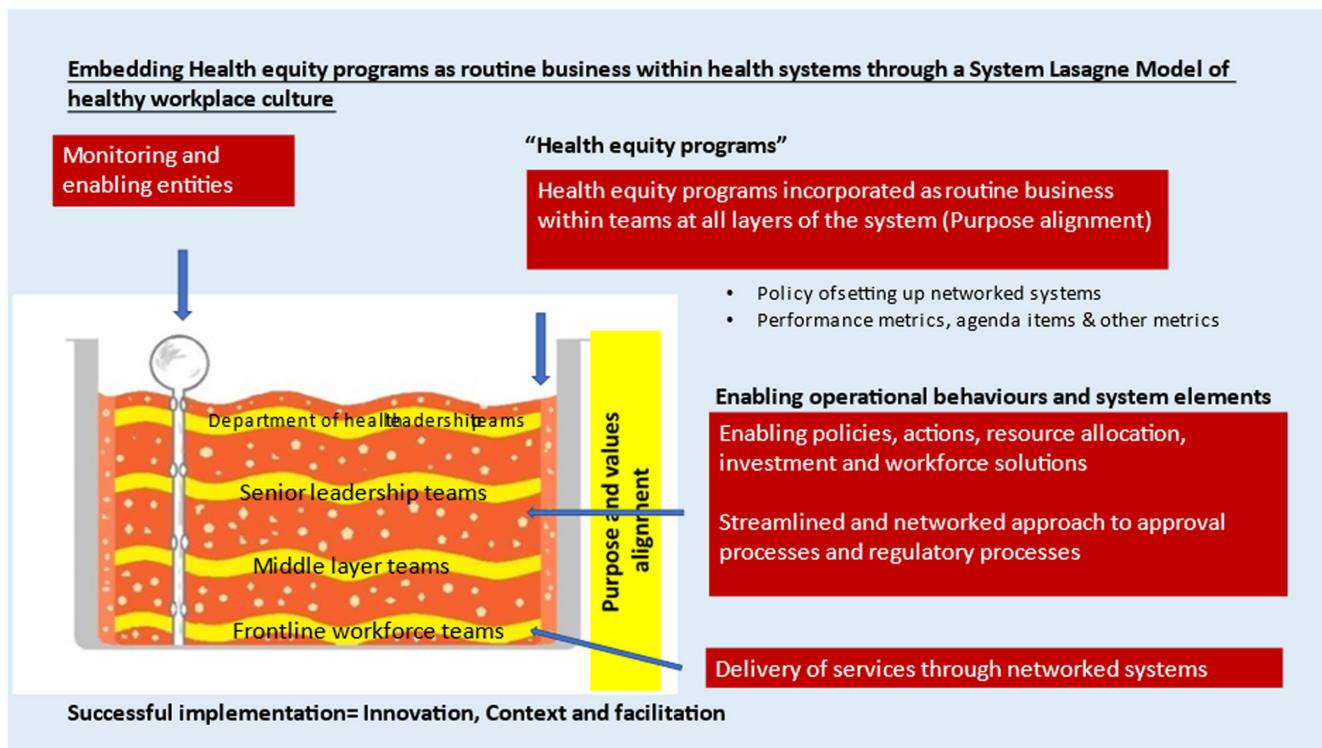 Embedding Health equity programs as routine business within health systems through a System Lasagne Model of
healthy workplace culture
Monitoring and
enabling entities
“Health equity programs”
Health equity programs incorporated as routine business
within teams at all layers of the system (Purpose alignment)
• Policy ofsetting up networked systems
• Performance metrics, agenda items & other metrics
Department of health leadership teams
Senior leadership teams
Middle layer teams
Frontline workforce teams
Purpose and values
alignment
Enabling operational behaviours and system elements
Enabling policies, actions, resource allocation,
investment and workforce solutions
Streamlined and networked approach to approval
processes and regulatory processes
Delivery of services through networked systems
Successful implementation= Innovation, Context and facilitation